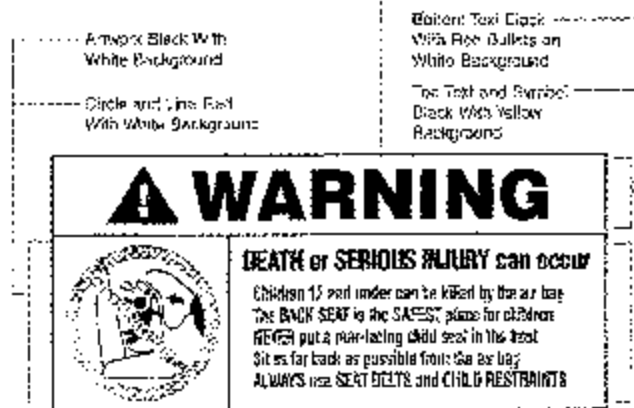 Artwork Black With
White Background
Circle and Line Red
With White Background
Bottom Text Black
With Red Bullets on
White Background
Top Text and Symbol
Black With Yellow
Background
WARNING
DEATH or SERIOUS INJURY can occur
Children 12 and under can be killed by the air bag
The BACK SEAT is the SAFEST place for children
NEVER put a rear-facing child seat in the front
Sit as far back as possible from the air bag
ALWAYS use SEAT BELTS and CHILD RESTRAINTS